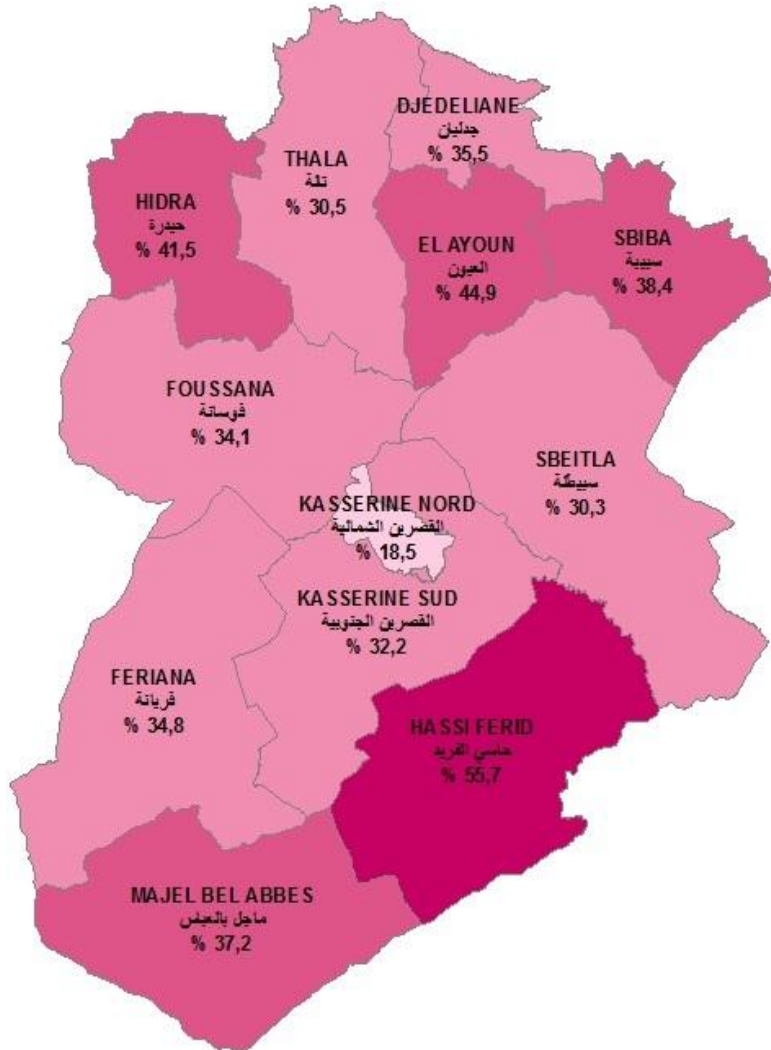 DJEDELIANE
جدليان
% 35,5
THALA
تالة
% 30,5
HIDRA
حيدرة
% 41,5
EL AYOUN
العيون
% 44,9
SBIBA
سبيبة
% 38,4
FOUSSANA
فوسانة
% 34,1
SBEITLA
سبيطلة
% 30,3
KASSERINE NORD
القصرين الشمالية
% 18,5
KASSERINE SUD
القصرين الجنوبية
% 32,2
FERIANA
فريانة
% 34,8
HASSI FERID
حاسي الفريد
% 55,7
MAJEL BEL ABBES
ماجل بالعباس
% 37,2